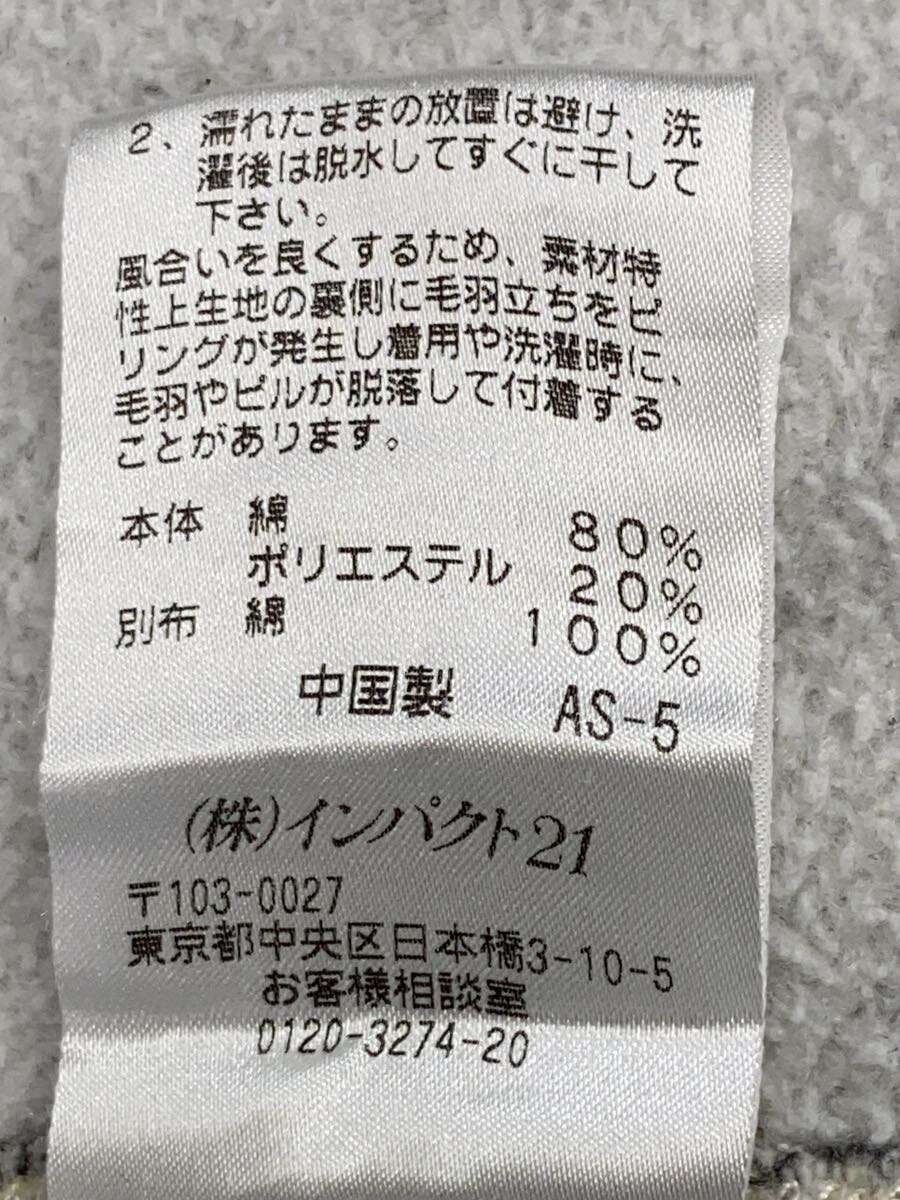 2、濡れたままの放置は避け、洗
濯後は脱水してすぐに干して
下さい。
風合いを良くするため、素材特
性上生地の裏側に毛羽立ちをピ
リングが発生し着用や洗濯時に、
毛羽やピルが脱落して付着する
ことがあります。
本体 綿 80%
ポリエステル 20%
別布 綿 100%
中国製 AS-5
(株)インパクト21
〒103-0027
東京都中央区日本橋3-10-5
お客様相談室
0120-3274-20